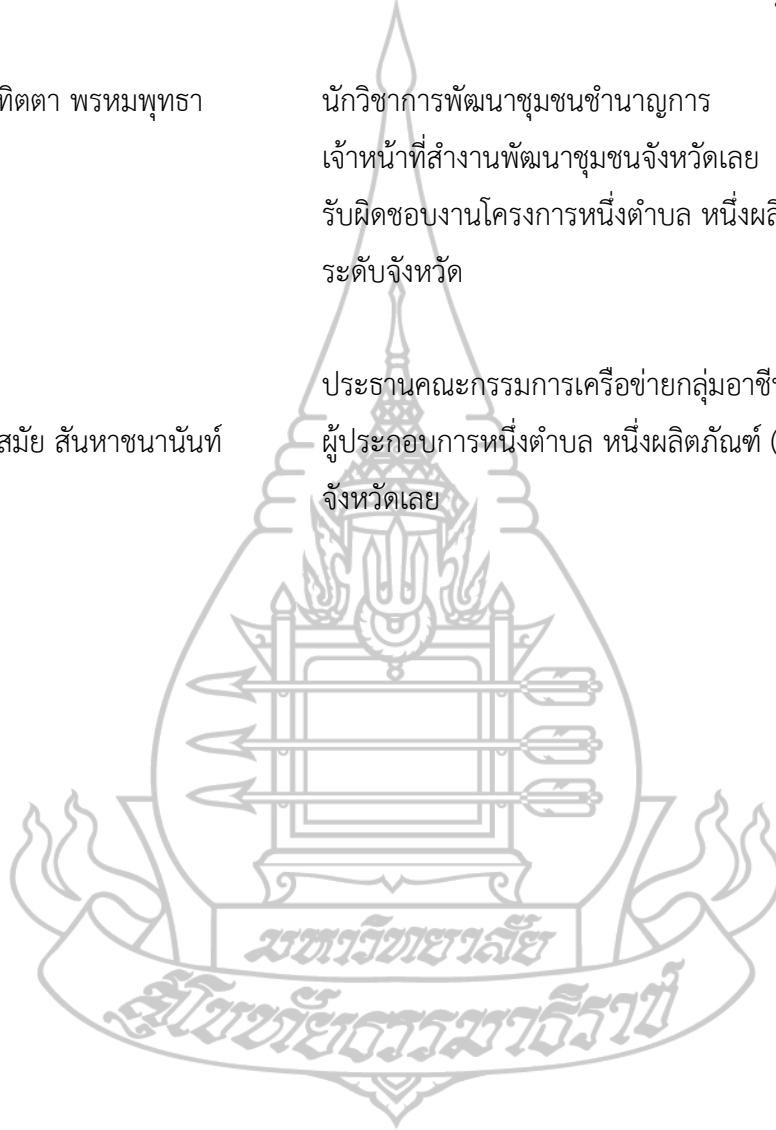 ทิตตา พรหมพุทธา นักวิชาการพัฒนาชุมชนชำนาญการ
เจ้าหน้าที่สำงานพัฒนาชุมชนจังหวัดเลย
รับผิดชอบงานโครงการหนึ่งตำบล หนึ่ง
ระดับจังหวัด
ประธานคณะกรรมการเครือข่ายกลุ่ม
สมัย สันหาชนานันท์ ผู้ประกอบการหนึ่งตำบล หนึ่งผลิตภัณฑ์ (
จังหวัดเลย
มหาวิทยาลัย
สุโขทัยธรรมาธิราช